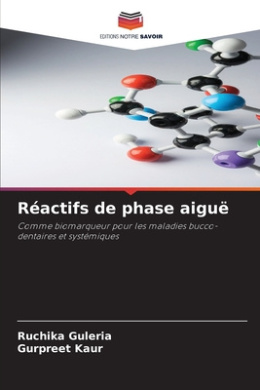 EDITIONS NOTRE SAVOIR
Réactifs de phase aiguë
Comme biomarqueur pour les maladies bucco-
dentaires et systémiques
Ruchika Guleria
Gurpreet Kaur